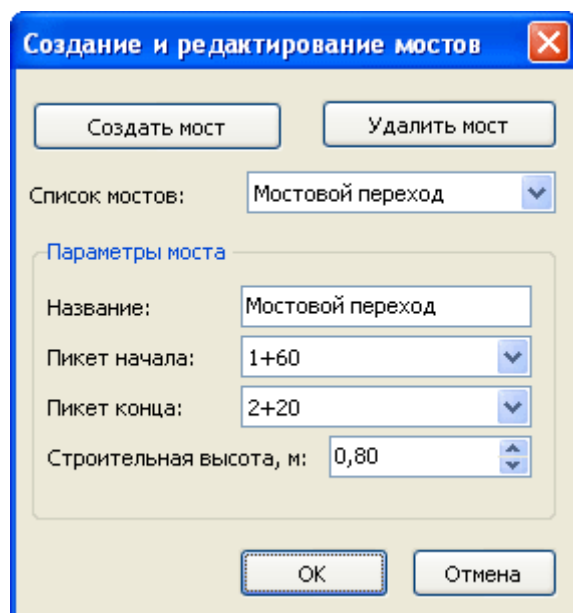 Создание и редактирование мостов
Создать мост
Удалить мост
Список мостов: Мостовой переход
Параметры моста
Название: Мостовой переход
Пикет начала: 1+60
Пикет конца: 2+20
Строительная высота, м: 0,80
ОК
Отмена